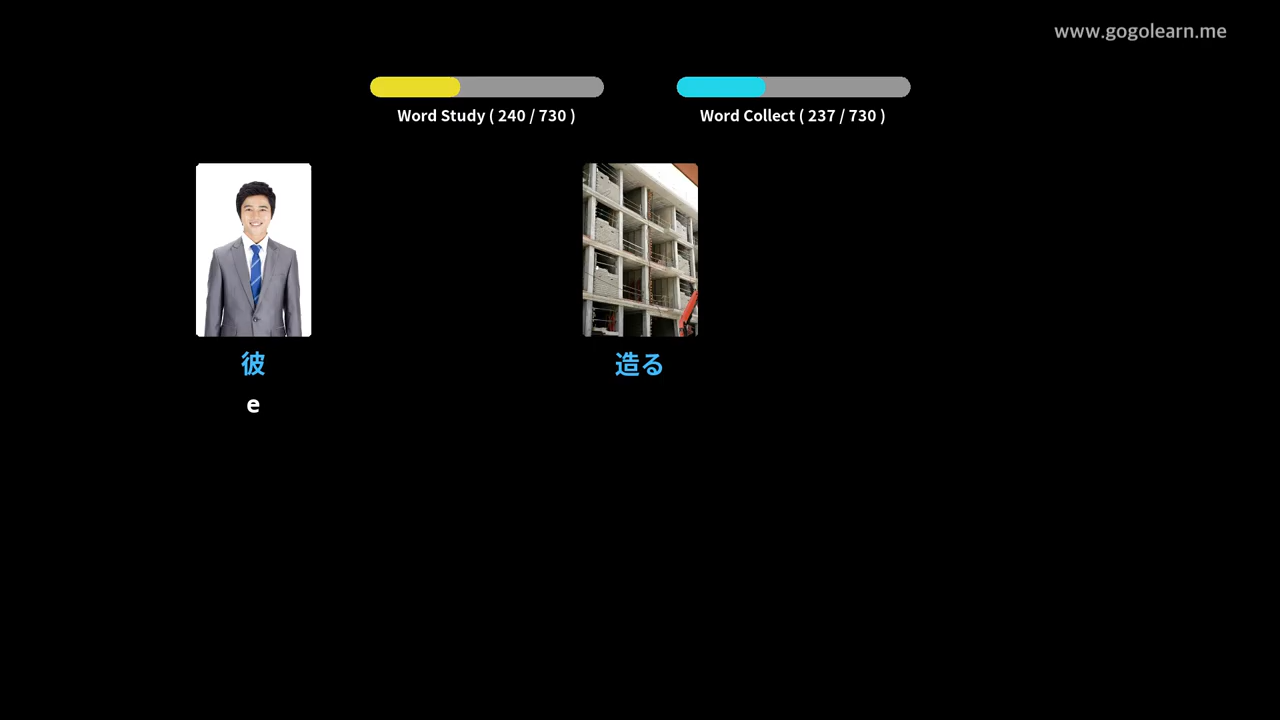 www.gogolearn.me
Word Study ( 240 / 730 )
Word Collect ( 237 / 730 )
彼
造る
e